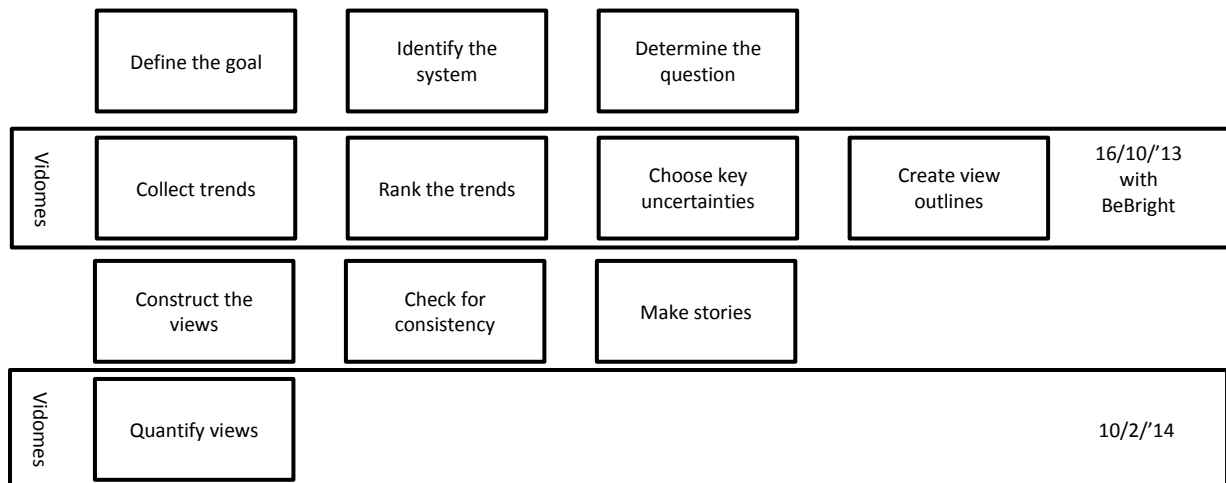 Define the goal
Identify the
system
Determine the
question
Vidomes
Collect trends
Rank the trends
Choose key
uncertainties
Create view
outlines
16/10/'13
with
BeBright
Construct the
views
Check for
consistency
Make stories
Vidomes
Quantify views
10/2/'14